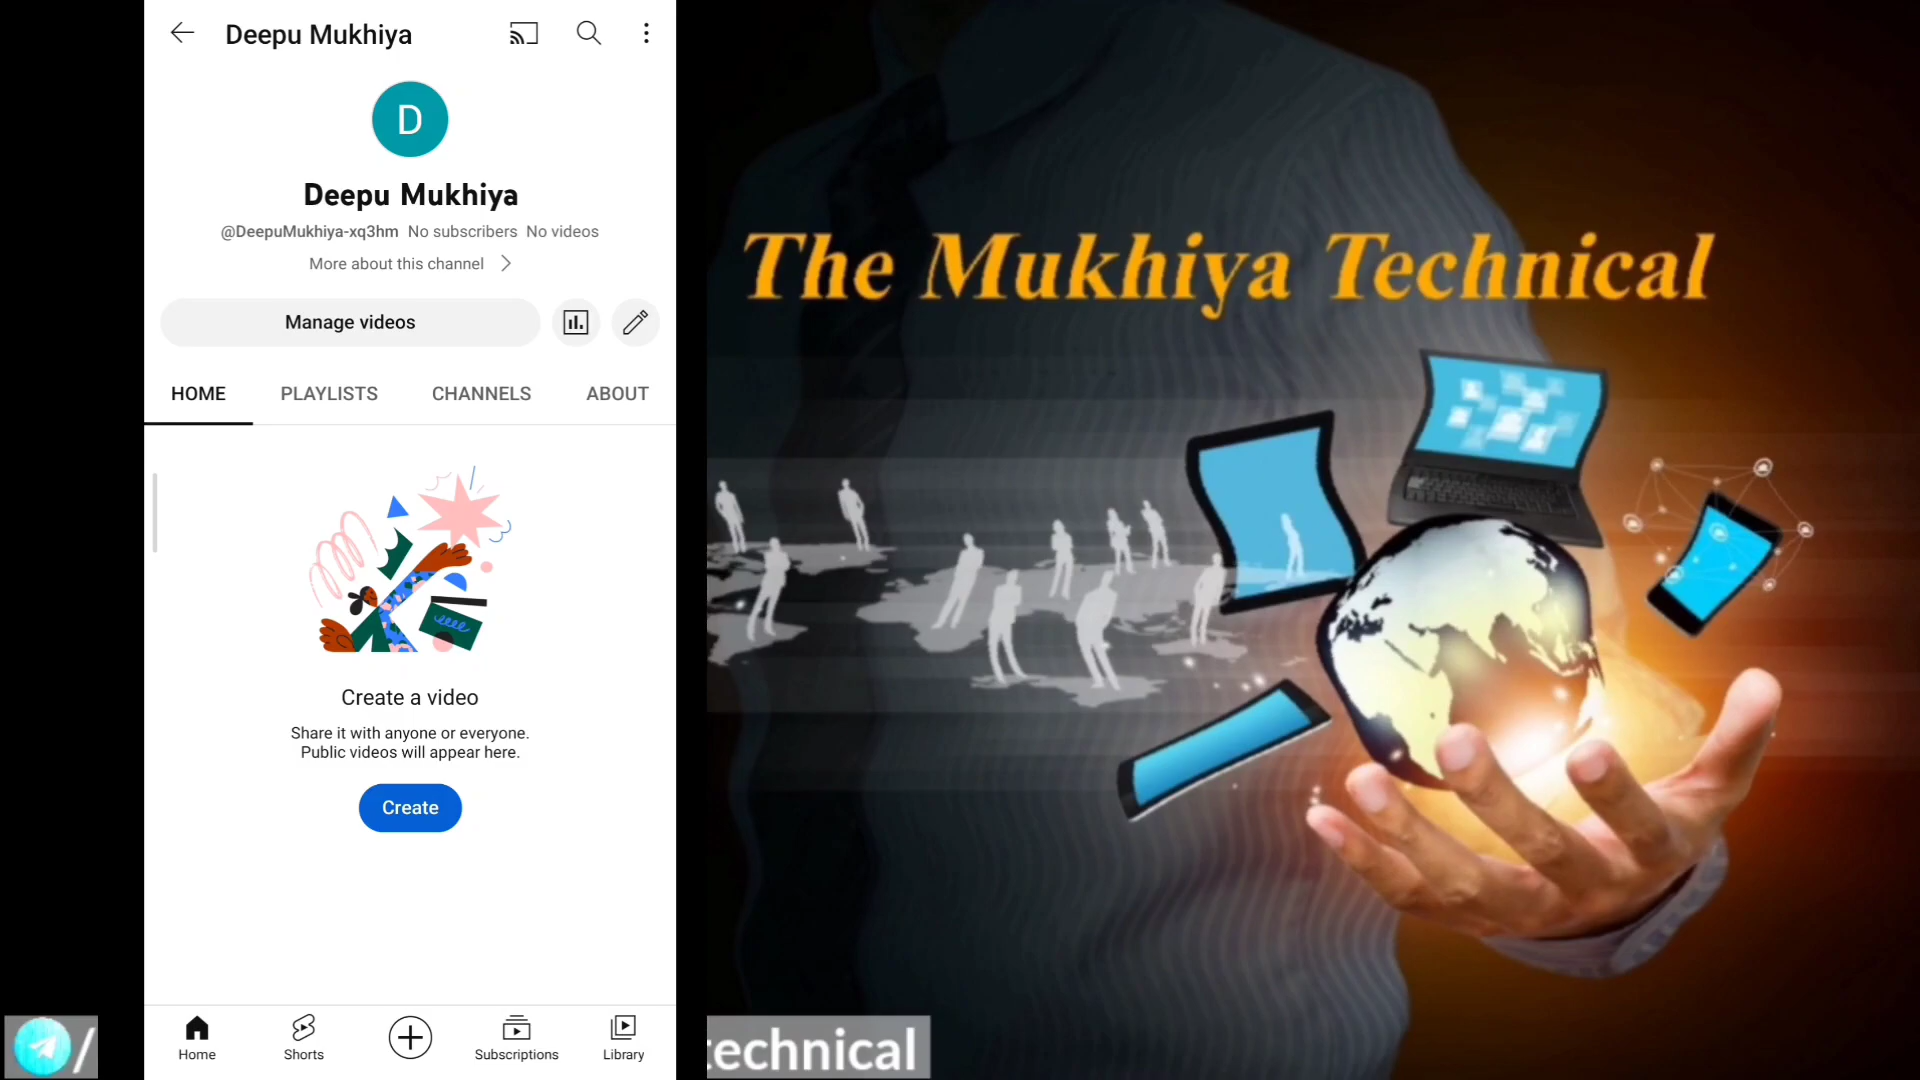 Deepu Mukhiya
D
Deepu Mukhiya
@DeepuMukhiya-xq3hm No subscribers No videos
More about this channel
Manage videos
HOME PLAYLISTS CHANNELS ABOUT
Create a video
Share it with anyone or everyone.
Public videos will appear here.
Create
Home Shorts Subscriptions Library
The Mukhiya Technical
/
technical